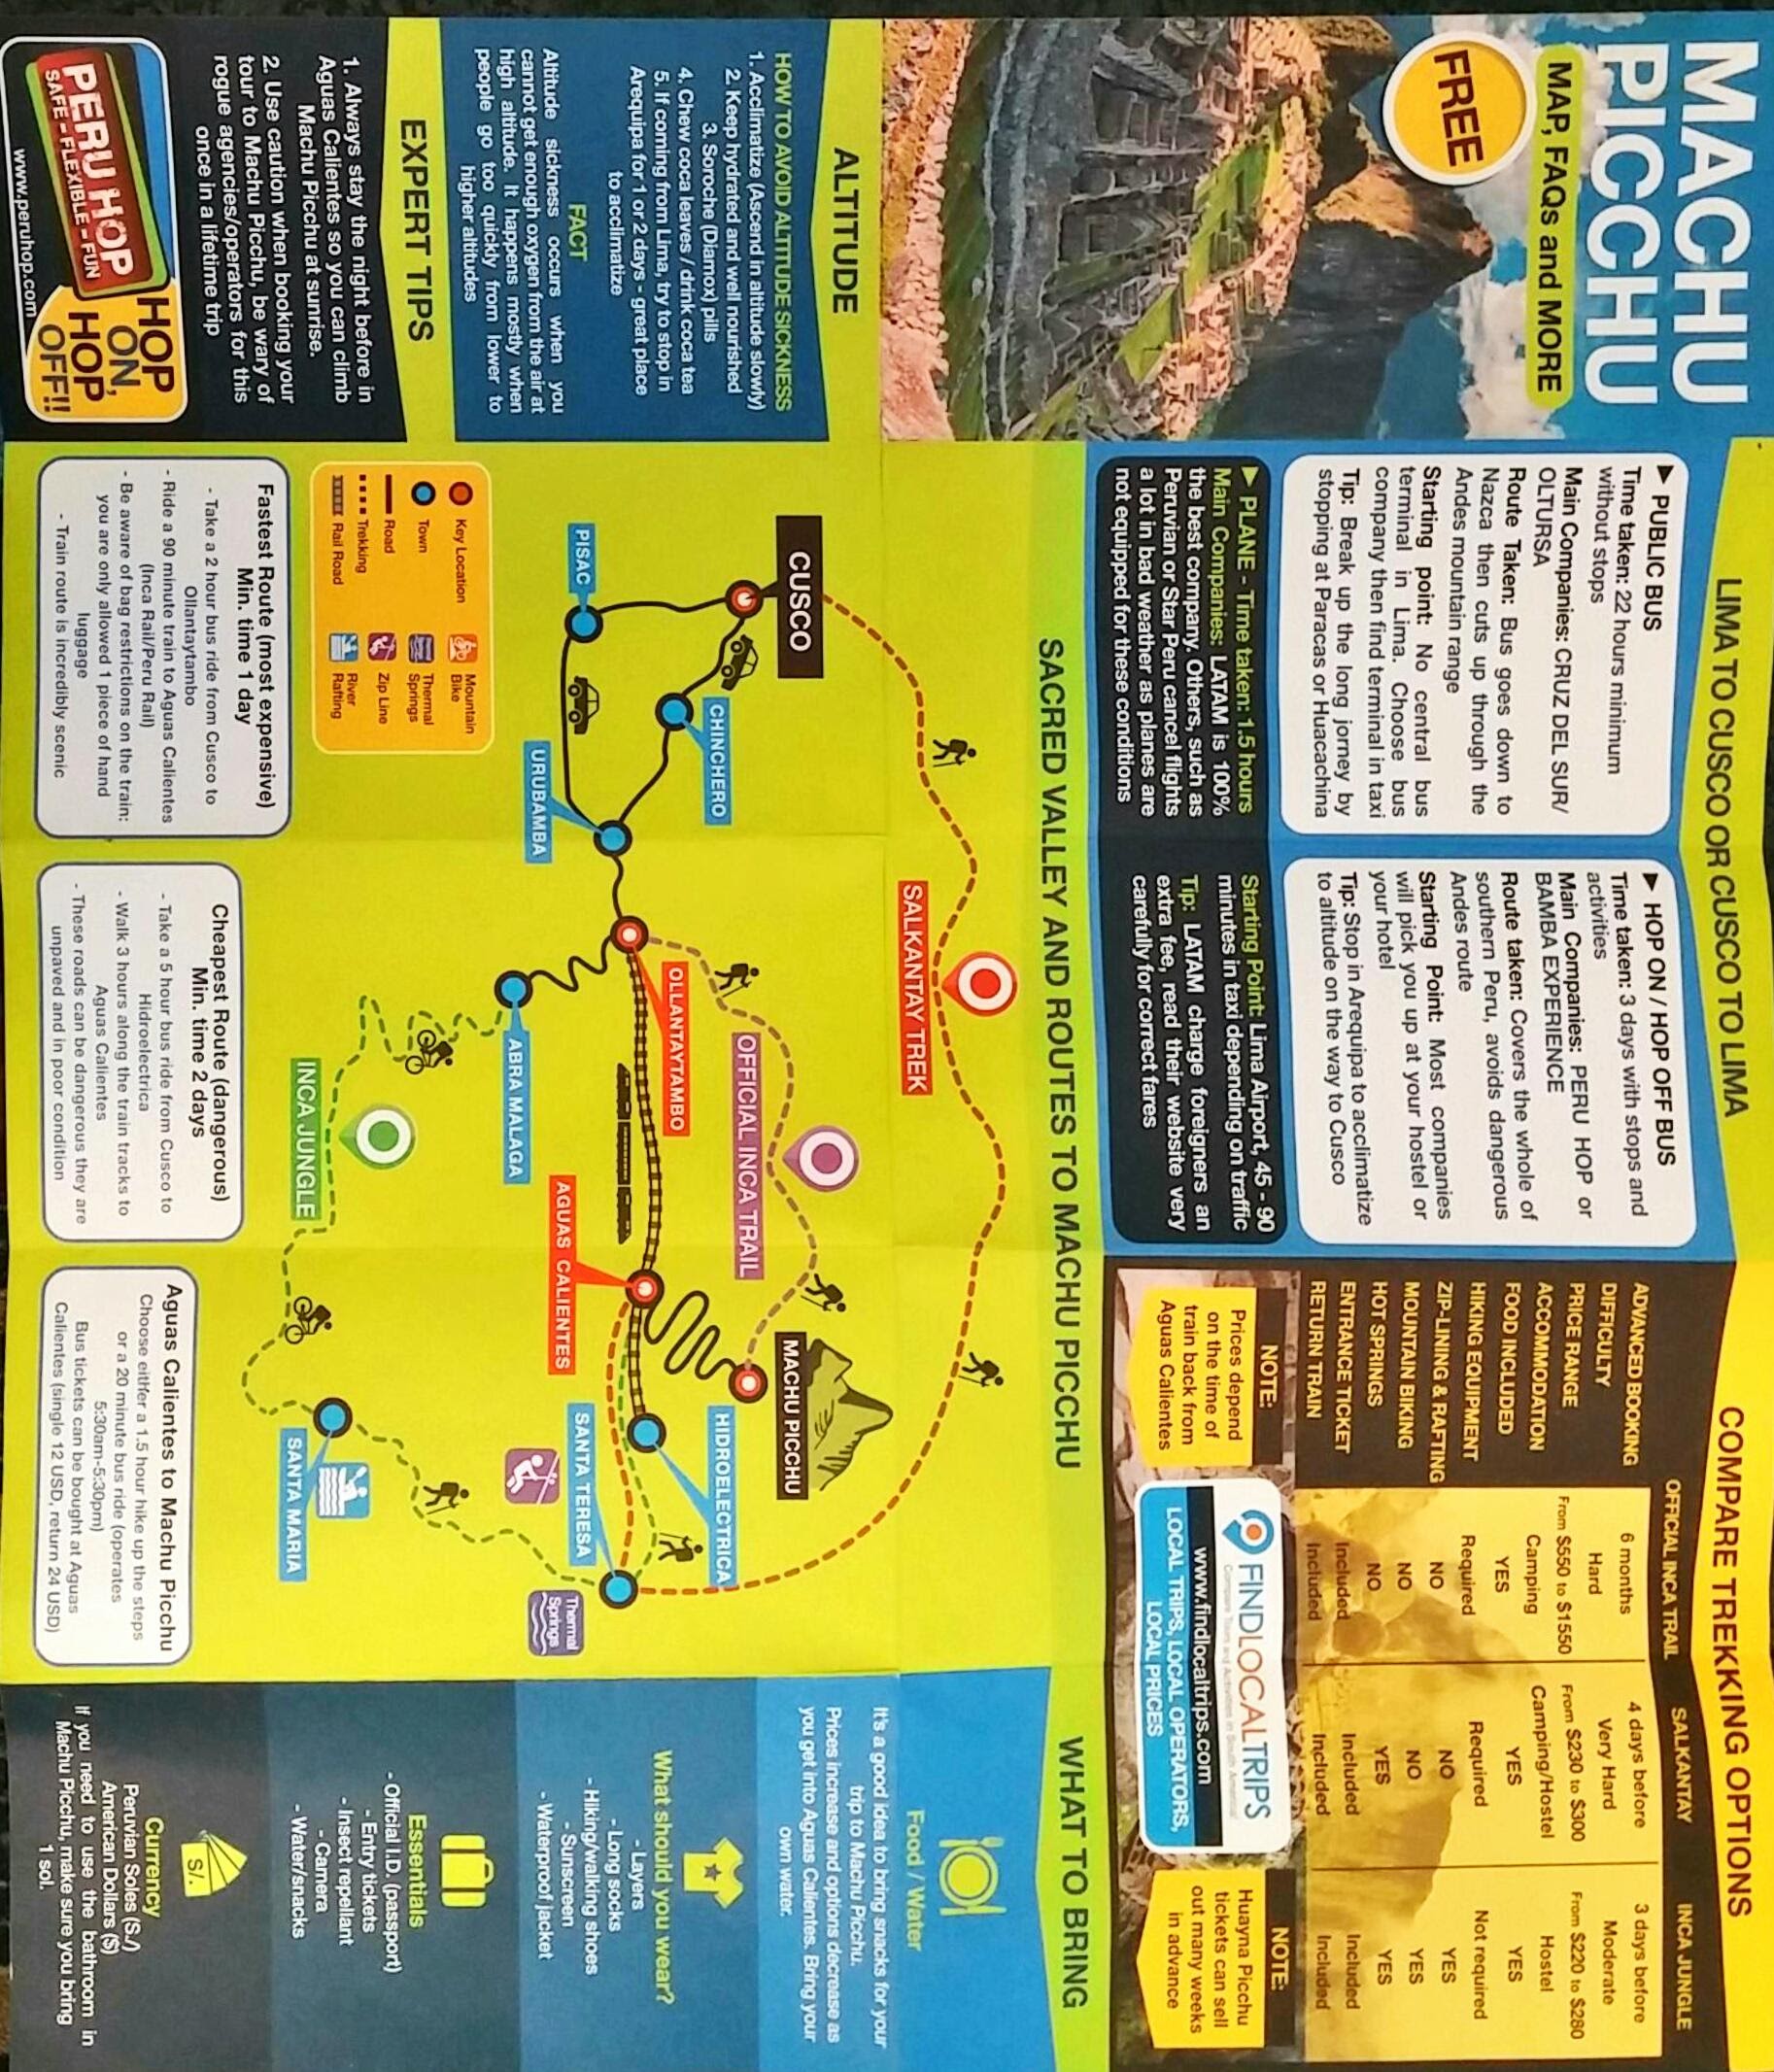 MACHU
PICCHU
MAP, FAQs and MORE
FREE
LIMA TO CUSCO OR CUSCO TO LIMA
► PUBLIC BUS
Time taken: 22 hours minimum
without stops
Main Companies: CRUZ DEL SUR/
OLTURSA
Route Taken: Bus goes down to
Nazca then cuts up through the
Andes mountain range
Starting point: No central bus
terminal in Lima. Choose bus
company then find terminal in taxi
Tip: Break up the long jorney by
stopping at Paracas or Huacachina
► HOP ON / HOP OFF BUS
Time taken: 3 days with stops and
activities
Main Companies: PERU HOP or
BAMBA EXPERIENCE
Route taken: Covers the whole of
southern Peru, avoids dangerous
Andes route
Starting Point: Most companies
will pick you up at your hostel or
your hotel
Tip: Stop in Arequipa to acclimatize
to altitude on the way to Cusco
► PLANE - Time taken: 1.5 hours
Main Companies: LATAM is 100%
the best company. Others, such as
Peruvian or Star Peru cancel flights
a lot in bad weather as planes are
not equipped for these conditions
Starting Point: Lima Airport, 45 - 90
minutes in taxi depending on traffic
Tip: LATAM charge foreigners an
extra fee, read their website very
carefully for correct fares
COMPARE TREKKING OPTIONS
OFFICIAL INCA TRAIL SALKANTAY INCA JUNGLE
ADVANCED BOOKING 6 months 4 days before 3 days before
DIFFICULTY Hard Very Hard Moderate
PRICE RANGE From $550 to $1550 From $230 to $300 From $220 to $280
ACCOMMODATION Camping Camping/Hostel Hostel
FOOD INCLUDED YES YES YES
HIKING EQUIPMENT Required Required Not required
ZIP-LINING & RAFTING NO NO YES
MOUNTAIN BIKING NO NO YES
HOT SPRINGS NO YES YES
ENTRANCE TICKET Included Included Included
RETURN TRAIN Included Included Included
NOTE:
Prices depend
on the time of
train back from
Aguas Calientes
FINDLOCALTRIPS
Compare Tours and Activities in South America!
www.findlocaltrips.com
LOCAL TRIPS, LOCAL OPERATORS,
LOCAL PRICES
NOTE:
Huayna Picchu
tickets can sell
out many weeks
in advance
SACRED VALLEY AND ROUTES TO MACHU PICCHU
SALKANTAY TREK
CUSCO
MACHU PICCHU
OFFICIAL INCA TRAIL
CHINCHERO
HIDROELECTRICA
OLLANTAYTAMBO
PISAC
SANTA TERESA
AGUAS CALIENTES
Thermal
Springs
URUBAMBA
ABRA MALAGA
INCA JUNGLE
SANTA MARIA
Key Location
Town
Road
Trekking
Rail Road
Mountain
Bike
Thermal
Springs
Zip Line
River
Rafting
Fastest Route (most expensive)
Min. time 1 day
- Take a 2 hour bus ride from Cusco to
Ollantaytambo
- Ride a 90 minute train to Aguas Calientes
(Inca Rail/Peru Rail)
- Be aware of bag restrictions on the train:
you are only allowed 1 piece of hand
luggage
- Train route is incredibly scenic
Cheapest Route (dangerous)
Min. time 2 days
- Take a 5 hour bus ride from Cusco to
Hidroelectrica
- Walk 3 hours along the train tracks to
Aguas Calientes
- These roads can be dangerous they are
unpaved and in poor condition
Aguas Calientes to Machu Picchu
Choose either a 1.5 hour hike up the steps
or a 20 minute bus ride (operates
5:30am-5:30pm)
Bus tickets can be bought at Aguas
Calientes (single 12 USD, return 24 USD)
WHAT TO BRING
Food / Water
It's a good idea to bring snacks for your
trip to Machu Picchu.
Prices increase and options decrease as
you get into Aguas Calientes. Bring your
own water.
What should you wear?
- Layers
- Long socks
- Hiking/walking shoes
- Sunscreen
- Waterproof jacket
Essentials
- Official I.D. (passport)
- Entry tickets
- Insect repellant
- Camera
- Water/snacks
S/.
Currency
Peruvian Soles (S./)
American Dollars ($)
If you need to use the bathroom in
Machu Picchu, make sure you bring
1 sol.
ALTITUDE
HOW TO AVOID ALTITUDE SICKNESS
1. Acclimatize (Ascend in altitude slowly)
2. Keep hydrated and well nourished
3. Soroche (Diamox) pills
4. Chew coca leaves / drink coca tea
5. If coming from Lima, try to stop in
Arequipa for 1 or 2 days - great place
to acclimatize
FACT
Altitude sickness occurs when you
cannot get enough oxygen from the air at
high altitude. It happens mostly when
people go too quickly from lower to
higher altitudes
EXPERT TIPS
1. Always stay the night before in
Aguas Calientes so you can climb
Machu Picchu at sunrise.
2. Use caution when booking your
tour to Machu Picchu, be wary of
rogue agencies/operators for this
once in a lifetime trip
PERU HOP
SAFE - FLEXIBLE - FUN
HOP
ON,
HOP
OFF!!
www.peruhop.com